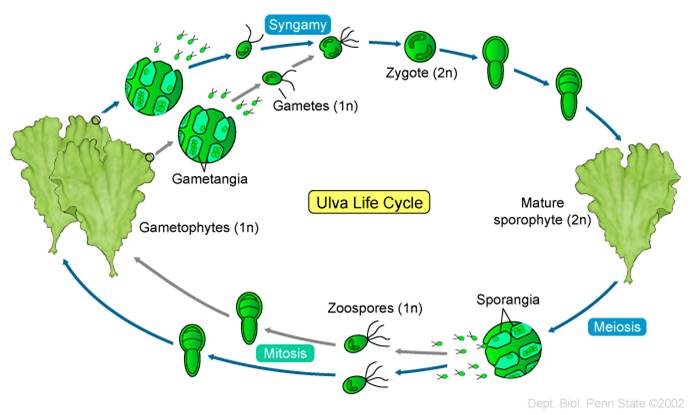 Syngamy
Zygote (2n)
Gametes (1n)
Gametangia
Ulva Life Cycle
Mature
sporophyte (2n)
Gametophytes (1n)
Zoospores (1n)
Sporangia
Meiosis
Mitosis
Dept. Biol. Penn State ©2002